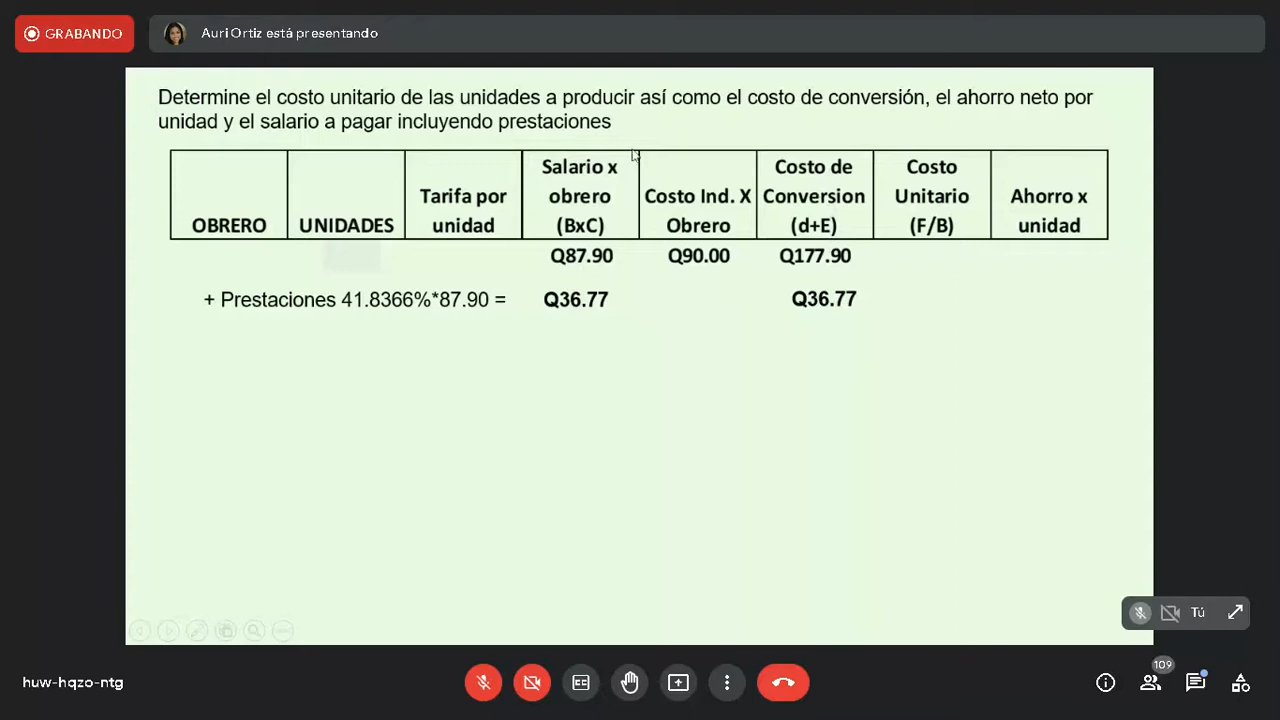 GRABANDO
Auri Ortiz está presentando
Determine el costo unitario de las unidades a producir así como el costo de conversión, el ahorro neto por
unidad y el salario a pagar incluyendo prestaciones
OBRERO
UNIDADES
Tarifa por
unidad
Salario x
obrero
(BxC)
Costo Ind. X
Obrero
Costo de
Conversion
(d+E)
Costo
Unitario
(F/B)
Ahorro x
unidad
Q87.90 Q90.00 Q177.90
+ Prestaciones 41.8366%*87.90 = Q36.77 Q36.77
Tú
huw-hqzo-ntg
109